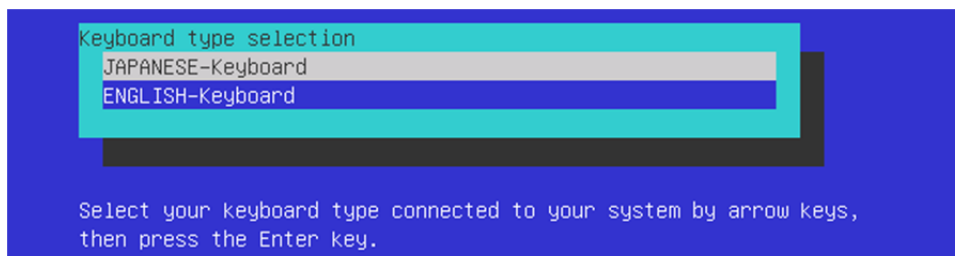 Keyboard type selection
JAPANESE-Keyboard
ENGLISH-Keyboard
Select your keyboard type connected to your system by arrow keys,
then press the Enter key.